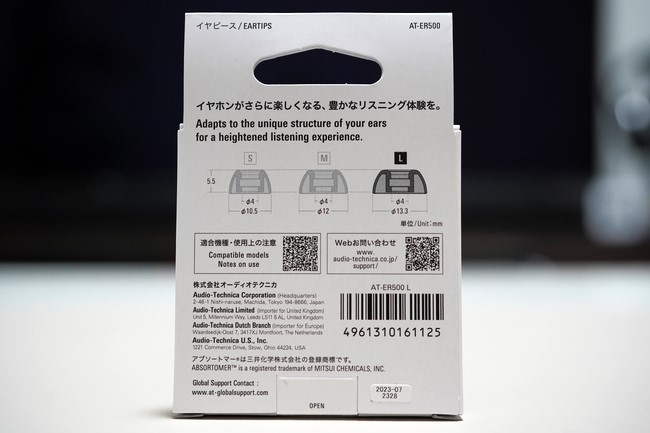 イヤピース / EARTIPS
AT-ER500
イヤホンがさらに楽しくなる、豊かなリスニング体験を。
Adapts to the unique structure of your ears
for a heightened listening experience.
S M L
5.5
φ4 φ4 φ4
φ10.5 φ12 φ13.3
単位/Unit:mm
適合機種・使用上の注意
Compatible models
Notes on use
Webお問い合わせ
www.
audio-technica.co.jp/
support/
株式会社オーディオテクニカ
Audio-Technica Corporation (Headquarters)
2-46-1 Nishi-naruse, Machida, Tokyo 194-8666, Japan
Audio-Technica Limited (Importer for United Kingdom)
Unit 5, Millennium Way, Leeds LS11 5AL, United Kingdom
Audio-Technica Dutch Branch (Importer for Europe)
Waardsedijk-Oost 7, 3417XJ Montfoort, The Netherlands
Audio-Technica U.S., Inc.
1221 Commerce Drive, Stow, Ohio 44224, USA
AT-ER500 L
4961310161125
アブソートマー®は三井化学株式会社の登録商標です。
ABSORTOMER™ is a registered trademark of MITSUI CHEMICALS, INC.
Global Support Contact :
www.at-globalsupport.com
OPEN
2023-07
2328